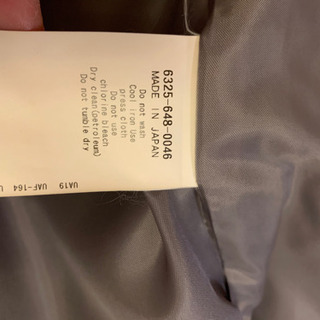 6325-648-0046
MADE IN JAPAN
Do not wash
Cool iron Use
press cloth
Do not use
chlorine bleach
Dry clean(petroleum)
Do not tumble dry
UA19 UAF-164